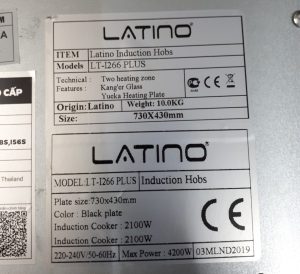 LATINO®
ITEM Latino Induction Hobs
MODEL LT-I266 PLUS
Technical : Two heating zone
Features : Kang'er Glass
Yueka Heating Plate
CE
Origin: Latino Weight: 10.0KG
Size: 730X430mm
LATINO®
MODEL:LT-I266 PLUS Induction Hobs
Plate size:730x430mm
Color : Black plate
Induction Cooker : 2100W
Induction Cooker : 2100W
CE
220-240V/50-60Hz Max Power : 4200W 03MLND2019
CẤP
8S,I56S
Thailand